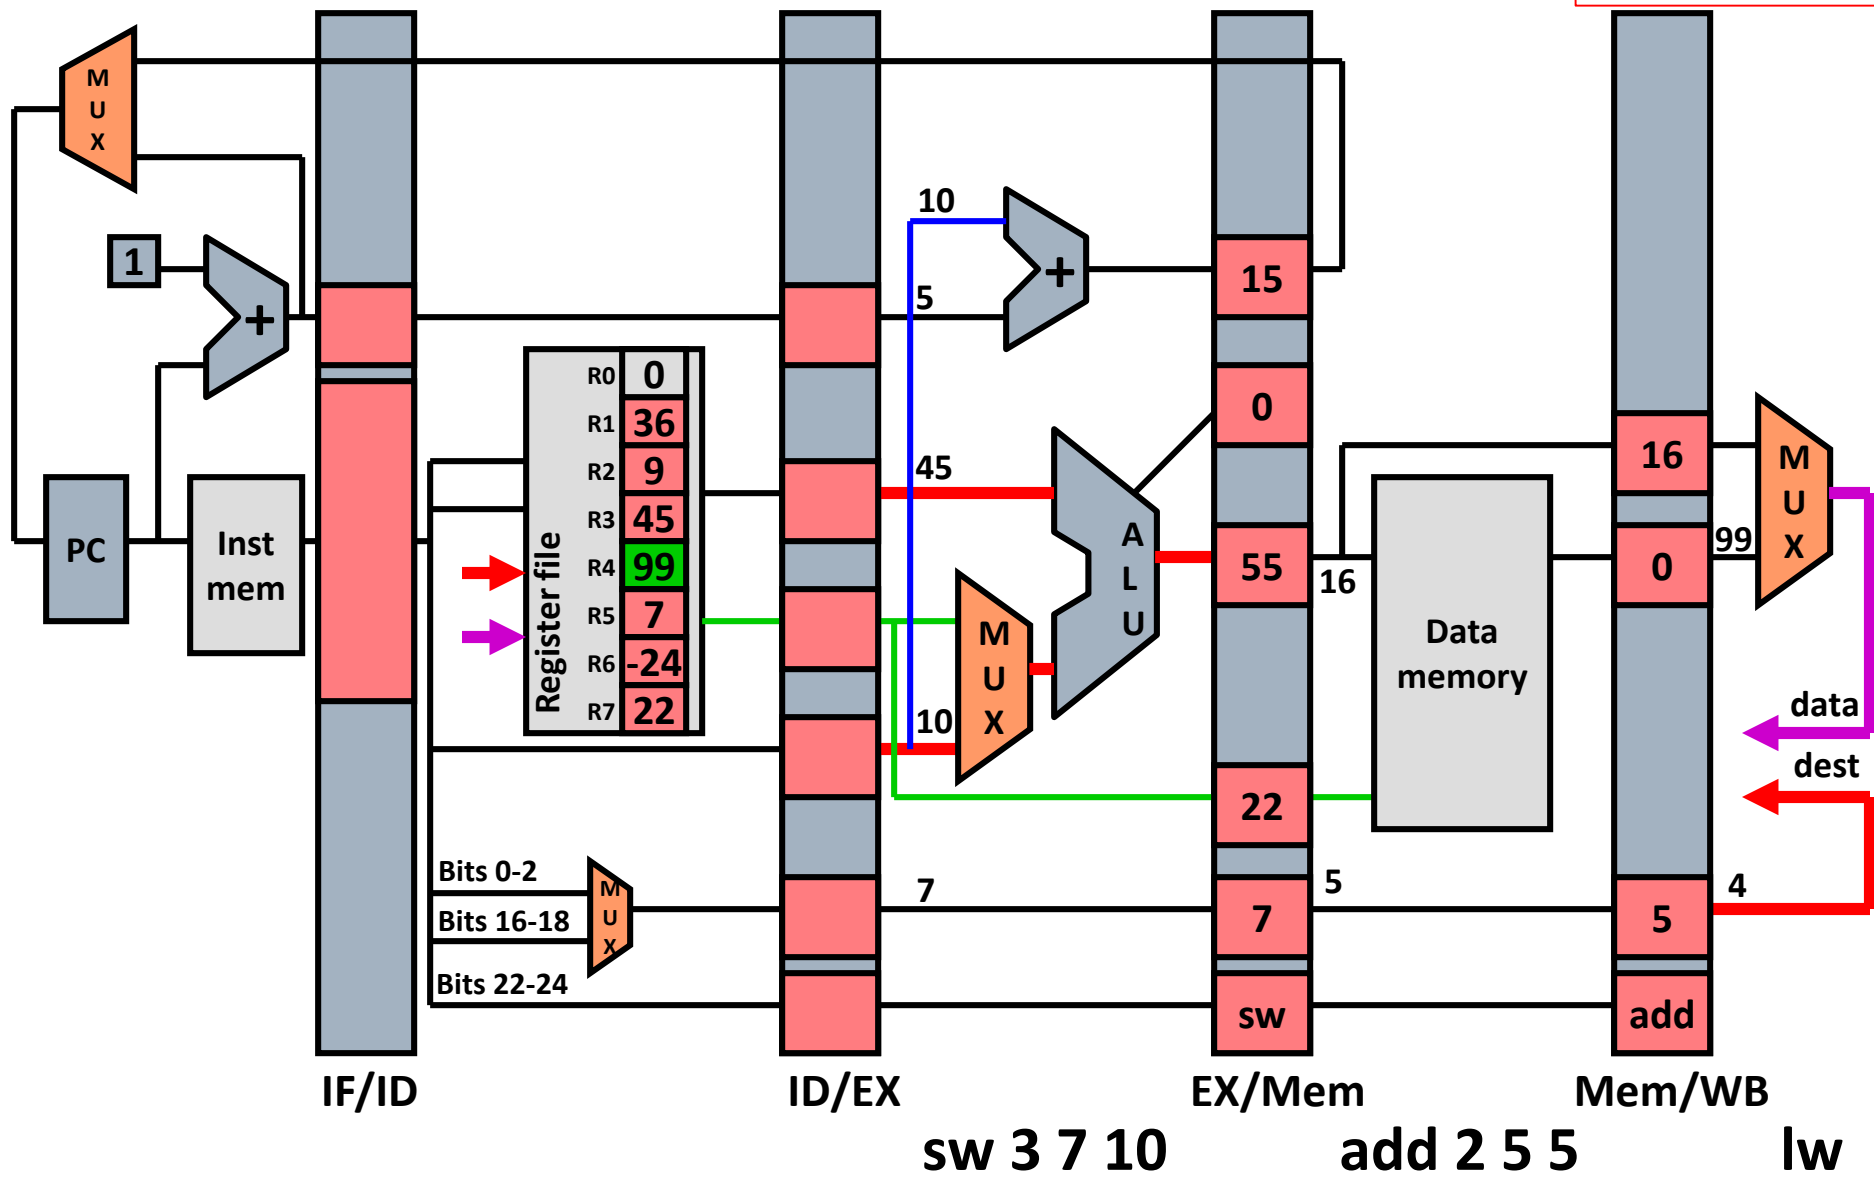 M
U
X
1
+
PC
Inst
mem
Register file
R0 0
R1 36
R2 9
R3 45
R4 99
R5 7
R6 -24
R7 22
Bits 0-2
Bits 16-18
Bits 22-24
M
U
X
10
5
+
45
10
M
U
X
A
L
U
7
15
0
55
22
7
sw
16
5
Data
memory
16
0
5
add
99
4
M
U
X
data
dest
IF/ID
ID/EX
EX/Mem
Mem/WB
sw 3 7 10
add 2 5 5
lw